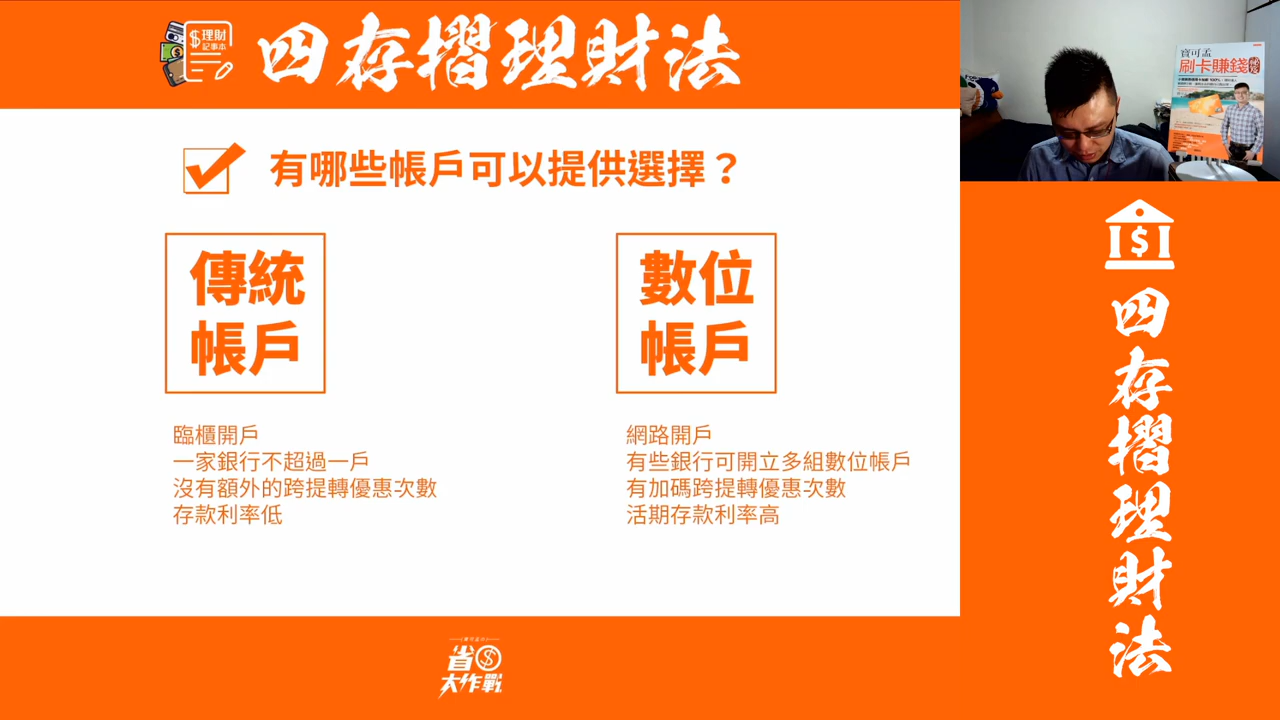 $理財
記事本
四存摺理財法
有哪些帳戶可以提供選擇？
傳統
帳戶
臨櫃開戶
一家銀行不超過一戶
沒有額外的跨提轉優惠次數
存款利率低
數位
帳戶
網路開戶
有些銀行可開立多組數位帳戶
有加碼跨提轉優惠次數
活期存款利率高
省$
大作戰
寶可孟
刷卡賺錢
$
四存摺理財法